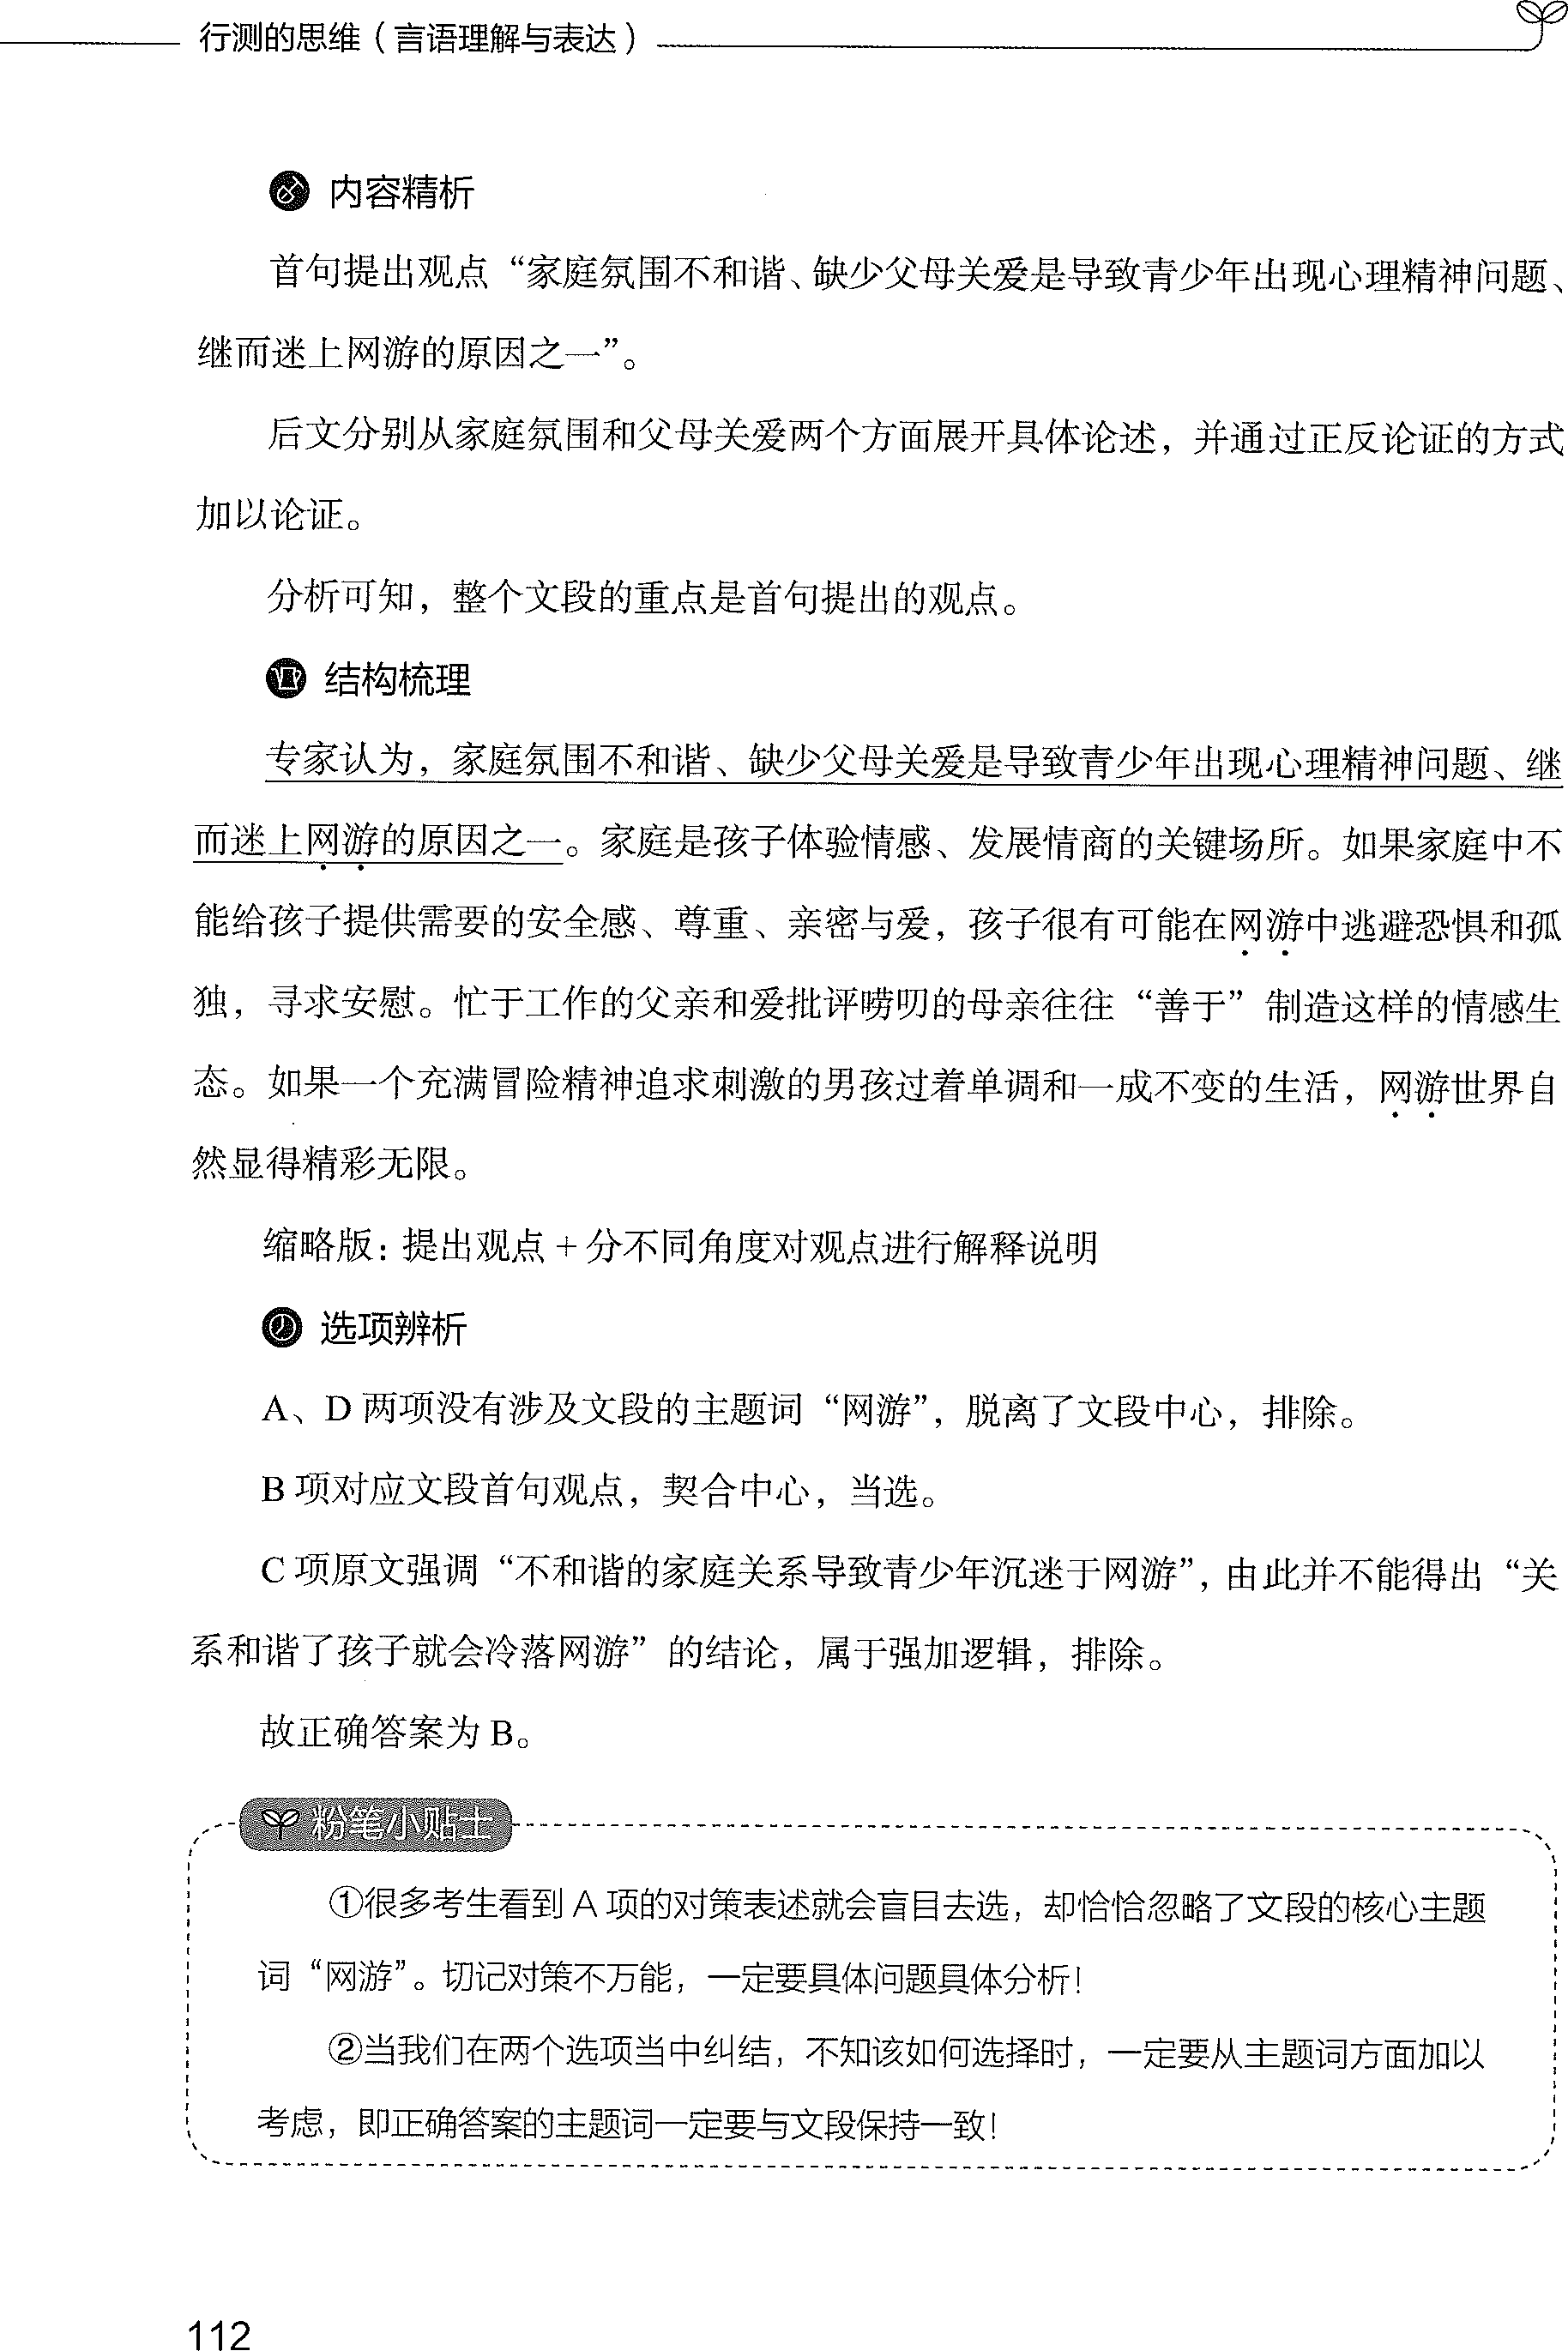 行测的思维（言语理解与表达）
内容精析
首句提出观点“家庭氛围不和谐、缺少父母关爱是导致青少年出现心理精神问题、
继而迷上网游的原因之一”。
后文分别从家庭氛围和父母关爱两个方面展开具体论述，并通过正反论证的方式
加以论证。
分析可知，整个文段的重点是首句提出的观点。
结构梳理
专家认为，家庭氛围不和谐、缺少父母关爱是导致青少年出现心理精神问题、继
而迷上网游的原因之一。家庭是孩子体验情感、发展情商的关键场所。如果家庭中不
能给孩子提供需要的安全感、尊重、亲密与爱，孩子很有可能在网游中逃避恐惧和孤
独，寻求安慰。忙于工作的父亲和爱批评唠叨的母亲往往“善于”制造这样的情感生
态。如果一个充满冒险精神追求刺激的男孩过着单调和一成不变的生活，网游世界自
然显得精彩无限。
缩略版：提出观点+分不同角度对观点进行解释说明
选项辨析
A、D 两项没有涉及文段的主题词“网游”，脱离了文段中心，排除。
B 项对应文段首句观点，契合中心，当选。
C 项原文强调“不和谐的家庭关系导致青少年沉迷于网游”，由此并不能得出“关
系和谐了孩子就会冷落网游”的结论，属于强加逻辑，排除。
故正确答案为 B。
粉笔小贴士
①很多考生看到 A 项的对策表述就会盲目去选，却恰恰忽略了文段的核心主题
词“网游”。切记对策不万能，一定要具体问题具体分析！
②当我们在两个选项当中纠结，不知该如何选择时，一定要从主题词方面加以
考虑，即正确答案的主题词一定要与文段保持一致！
112